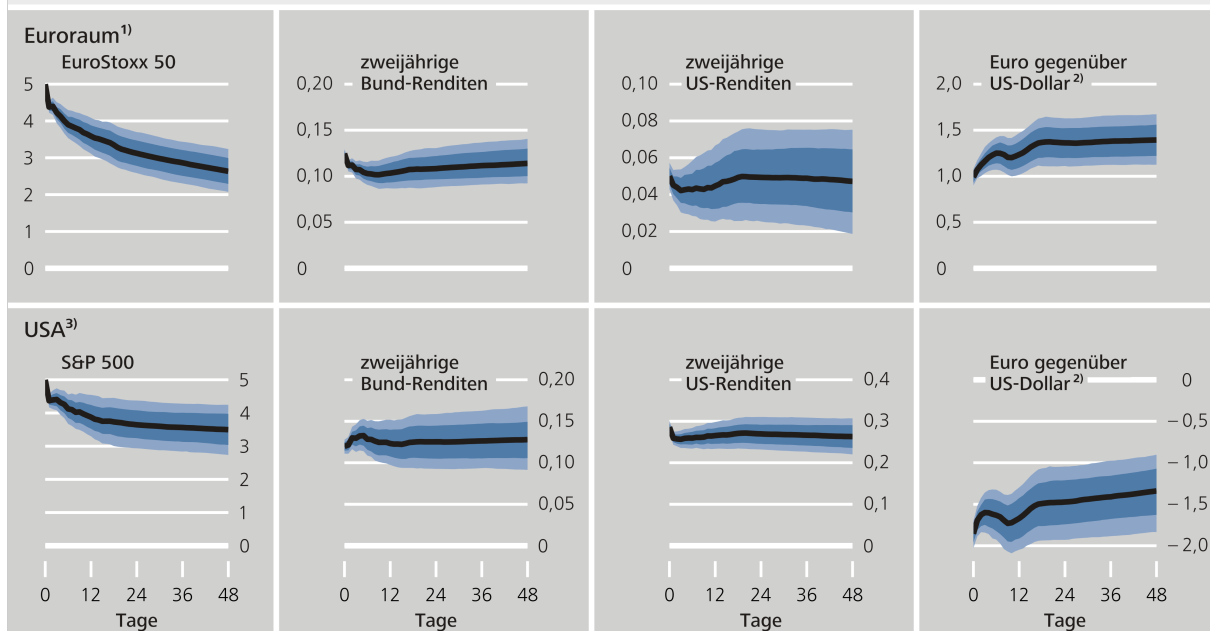 Euroraum¹⁾
EuroStoxx 50
5
4
3
2
1
0
zweijährige
Bund-Renditen
0,20
0,15
0,10
0,05
0
zweijährige
US-Renditen
0,10
0,08
0,06
0,04
0,02
0
Euro gegenüber
US-Dollar²⁾
2,0
1,5
1,0
0,5
0
USA³⁾
S&P 500
5
4
3
2
1
0
0 12 24 36 48
Tage
zweijährige
Bund-Renditen
0,20
0,15
0,10
0,05
0
0 12 24 36 48
Tage
zweijährige
US-Renditen
0,4
0,3
0,2
0,1
0
0 12 24 36 48
Tage
Euro gegenüber
US-Dollar²⁾
0
– 0,5
– 1,0
– 1,5
– 2,0
0 12 24 36 48
Tage